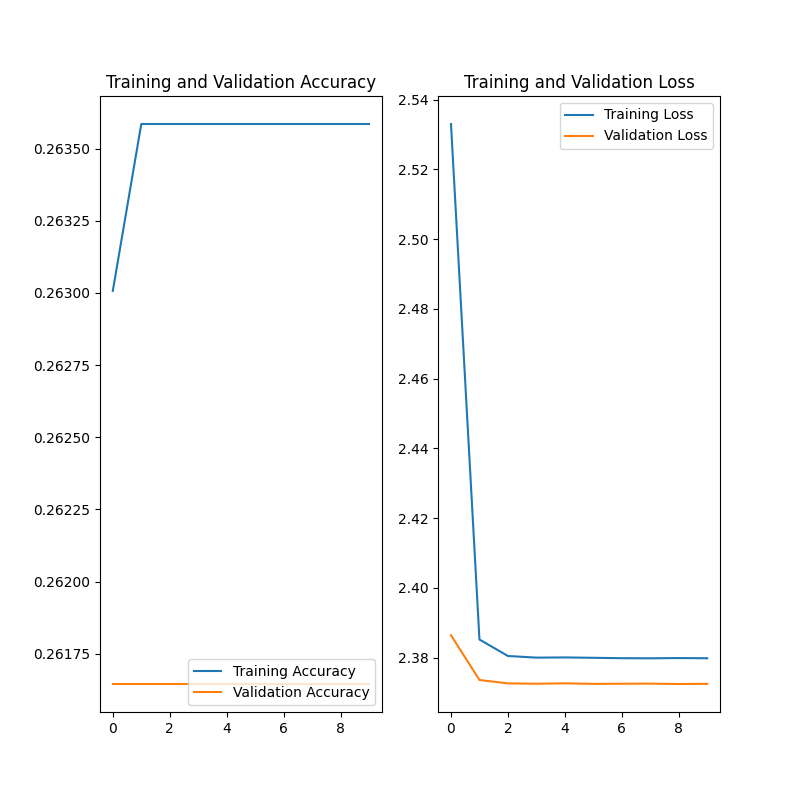 Training and Validation Accuracy
0.26350
0.26325
0.26300
0.26275
0.26250
0.26225
0.26200
0.26175
Training Accuracy
Validation Accuracy
0 2 4 6 8
Training and Validation Loss
2.54
2.52
2.50
2.48
2.46
2.44
2.42
2.40
2.38
Training Loss
Validation Loss
0 2 4 6 8